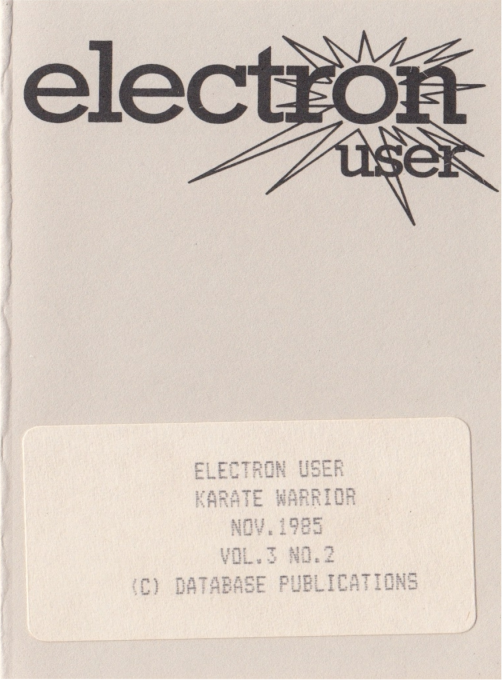 electron
user
ELECTRON USER
KARATE WARRIOR
NOV.1985
VOL.3 NO.2
(C) DATABASE PUBLICATIONS